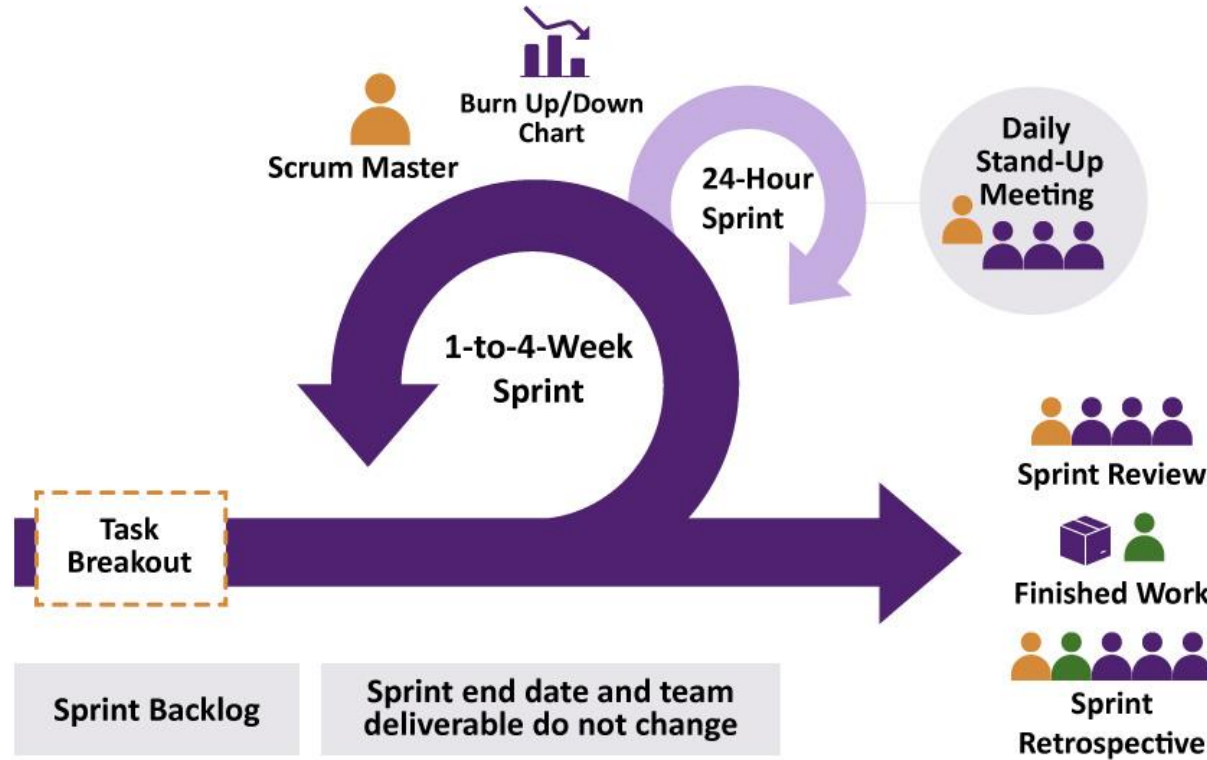 Burn Up/Down
Chart
Scrum Master
24-Hour
Sprint
Daily
Stand-Up
Meeting
1-to-4-Week
Sprint
Task
Breakout
Sprint Review
Finished Work
Sprint
Retrospective
Sprint Backlog
Sprint end date and team
deliverable do not change